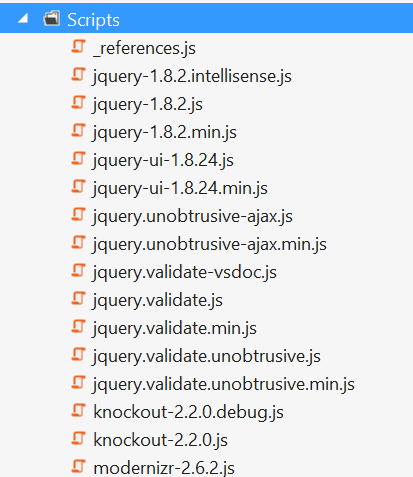 Scripts
_references.js
jquery-1.8.2.intellisense.js
jquery-1.8.2.js
jquery-1.8.2.min.js
jquery-ui-1.8.24.js
jquery-ui-1.8.24.min.js
jquery.unobtrusive-ajax.js
jquery.unobtrusive-ajax.min.js
jquery.validate-vsdoc.js
jquery.validate.js
jquery.validate.min.js
jquery.validate.unobtrusive.js
jquery.validate.unobtrusive.min.js
knockout-2.2.0.debug.js
knockout-2.2.0.js
modernizr-2.6.2.js